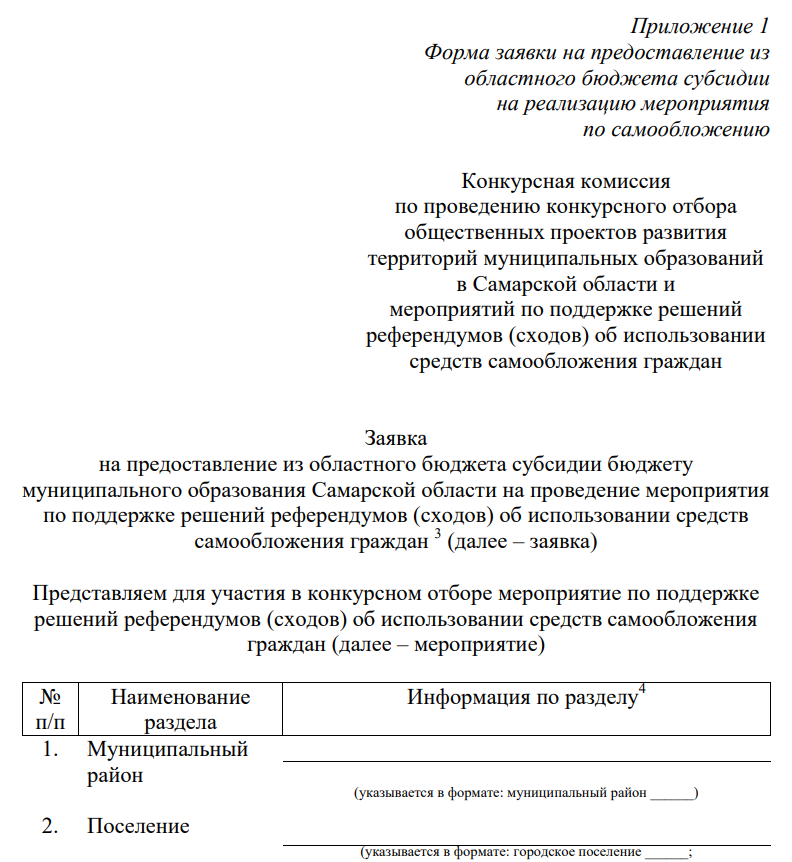 Приложение 1
Форма заявки на предоставление из
областного бюджета субсидии
на реализацию мероприятия
по самообложению
Конкурсная комиссия
по проведению конкурсного отбора
общественных проектов развития
территорий муниципальных образований
в Самарской области и
мероприятий по поддержке решений
референдумов (сходов) об использовании
средств самообложения граждан
Заявка
на предоставление из областного бюджета субсидии бюджету
муниципального образования Самарской области на проведение мероприятия
по поддержке решений референдумов (сходов) об использовании средств
самообложения граждан 3 (далее – заявка)
Представляем для участия в конкурсном отборе мероприятие по поддержке
решений референдумов (сходов) об использовании средств самообложения
граждан (далее – мероприятие)
№ Наименование Информация по разделу4
п/п раздела
1. Муниципальный
район
(указывается в формате: муниципальный район ______)
2. Поселение
(указывается в формате: городское поселение ______;